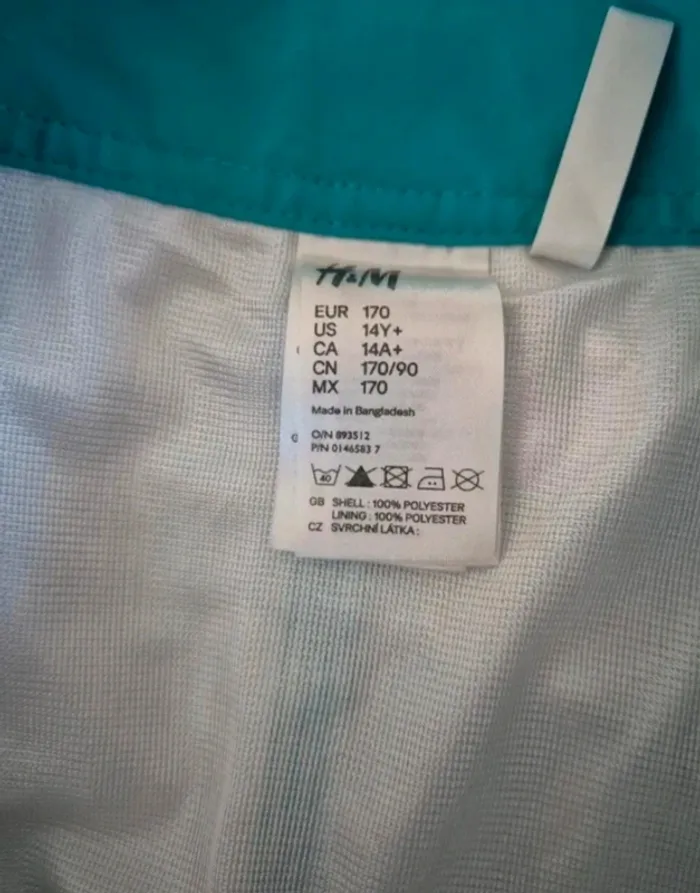 H&M
EUR 170
US 14Y+
CA 14A+
CN 170/90
MX 170
Made in Bangladesh
O/N 893512
P/N 0146583 7
40
GB SHELL : 100% POLYESTER
LINING : 100% POLYESTER
CZ SVRCHNÍ LÁTKA :